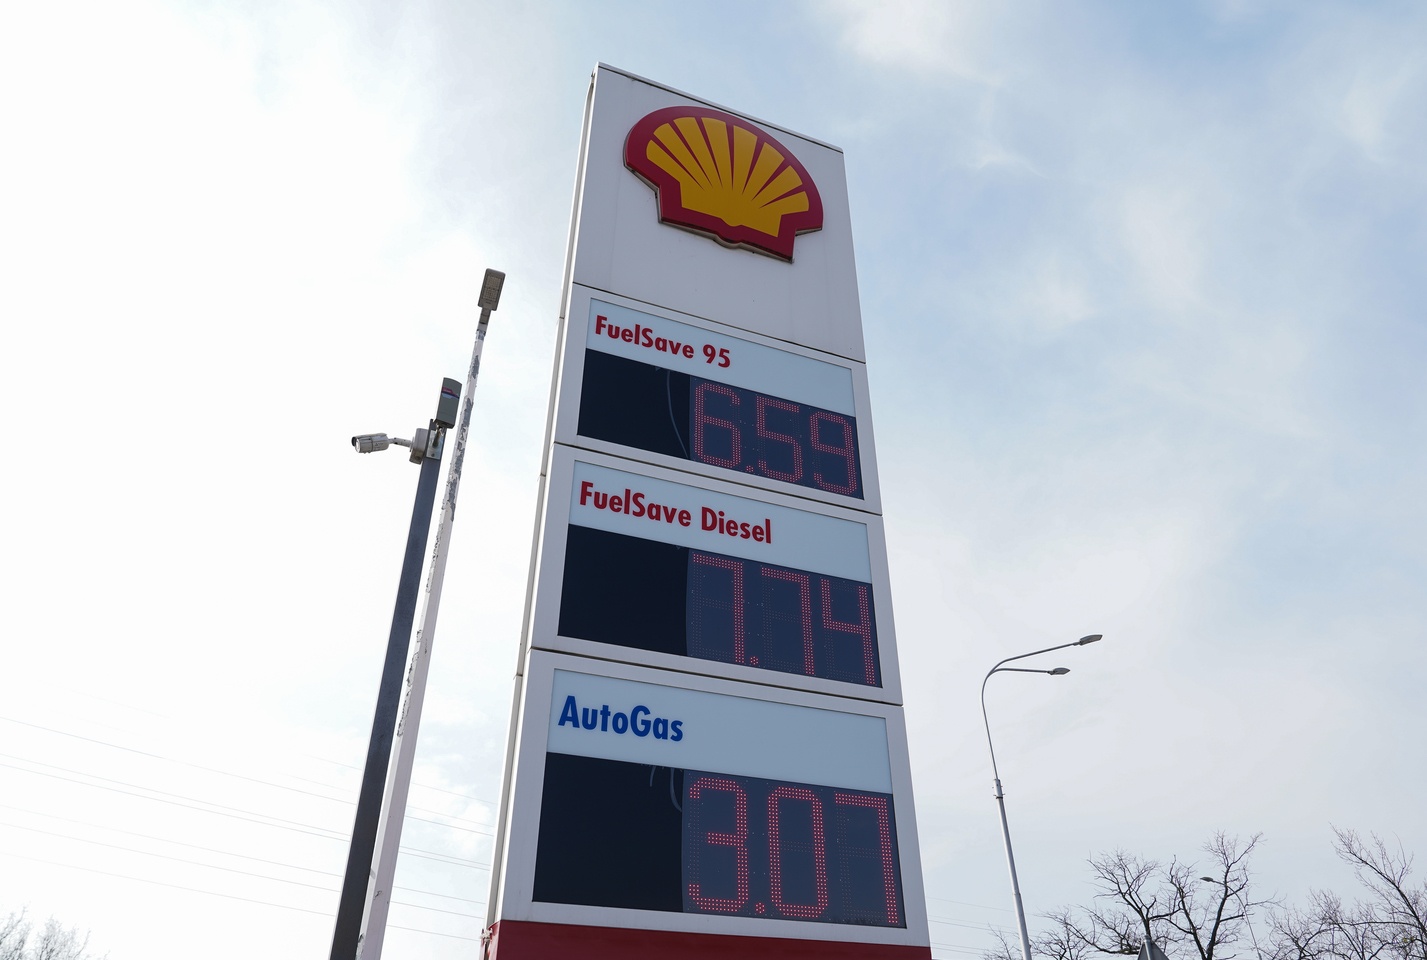 FuelSave 95
6.59
FuelSave Diesel
7.74
AutoGas
3.07